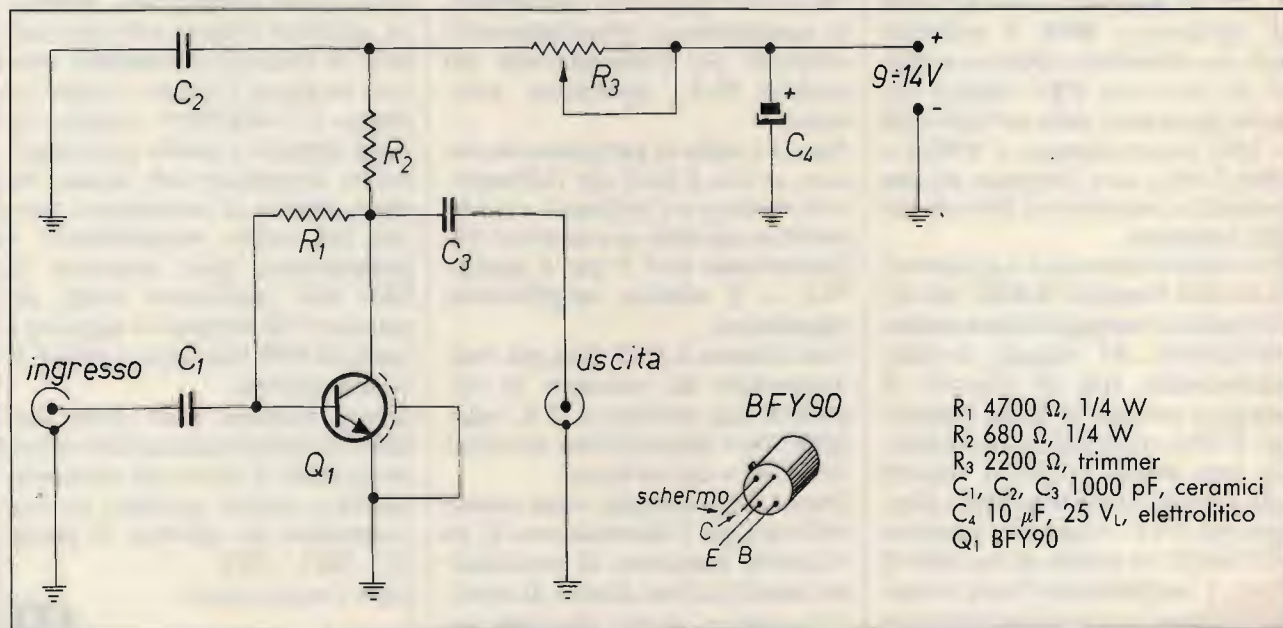 C₂
R₃
+
9÷14V
-
+
C₄
R₂
R₁
C₃
ingresso
C₁
Q₁
uscita
BFY90
schermo
C
E
B
R₁ 4700 Ω, 1/4 W
R₂ 680 Ω, 1/4 W
R₃ 2200 Ω, trimmer
C₁, C₂, C₃ 1000 pF, ceramici
C₄ 10 μF, 25 V_L, elettrolitico
Q₁ BFY90